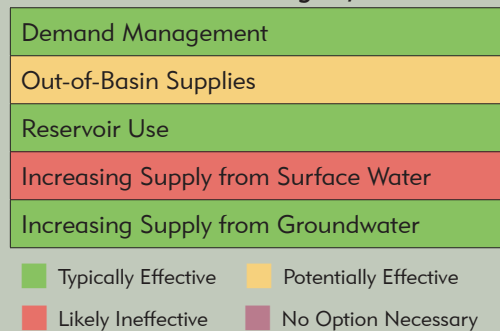 Demand Management
Out-of-Basin Supplies
Reservoir Use
Increasing Supply from Surface Water
Increasing Supply from Groundwater
Typically Effective
Potentially Effective
Likely Ineffective
No Option Necessary